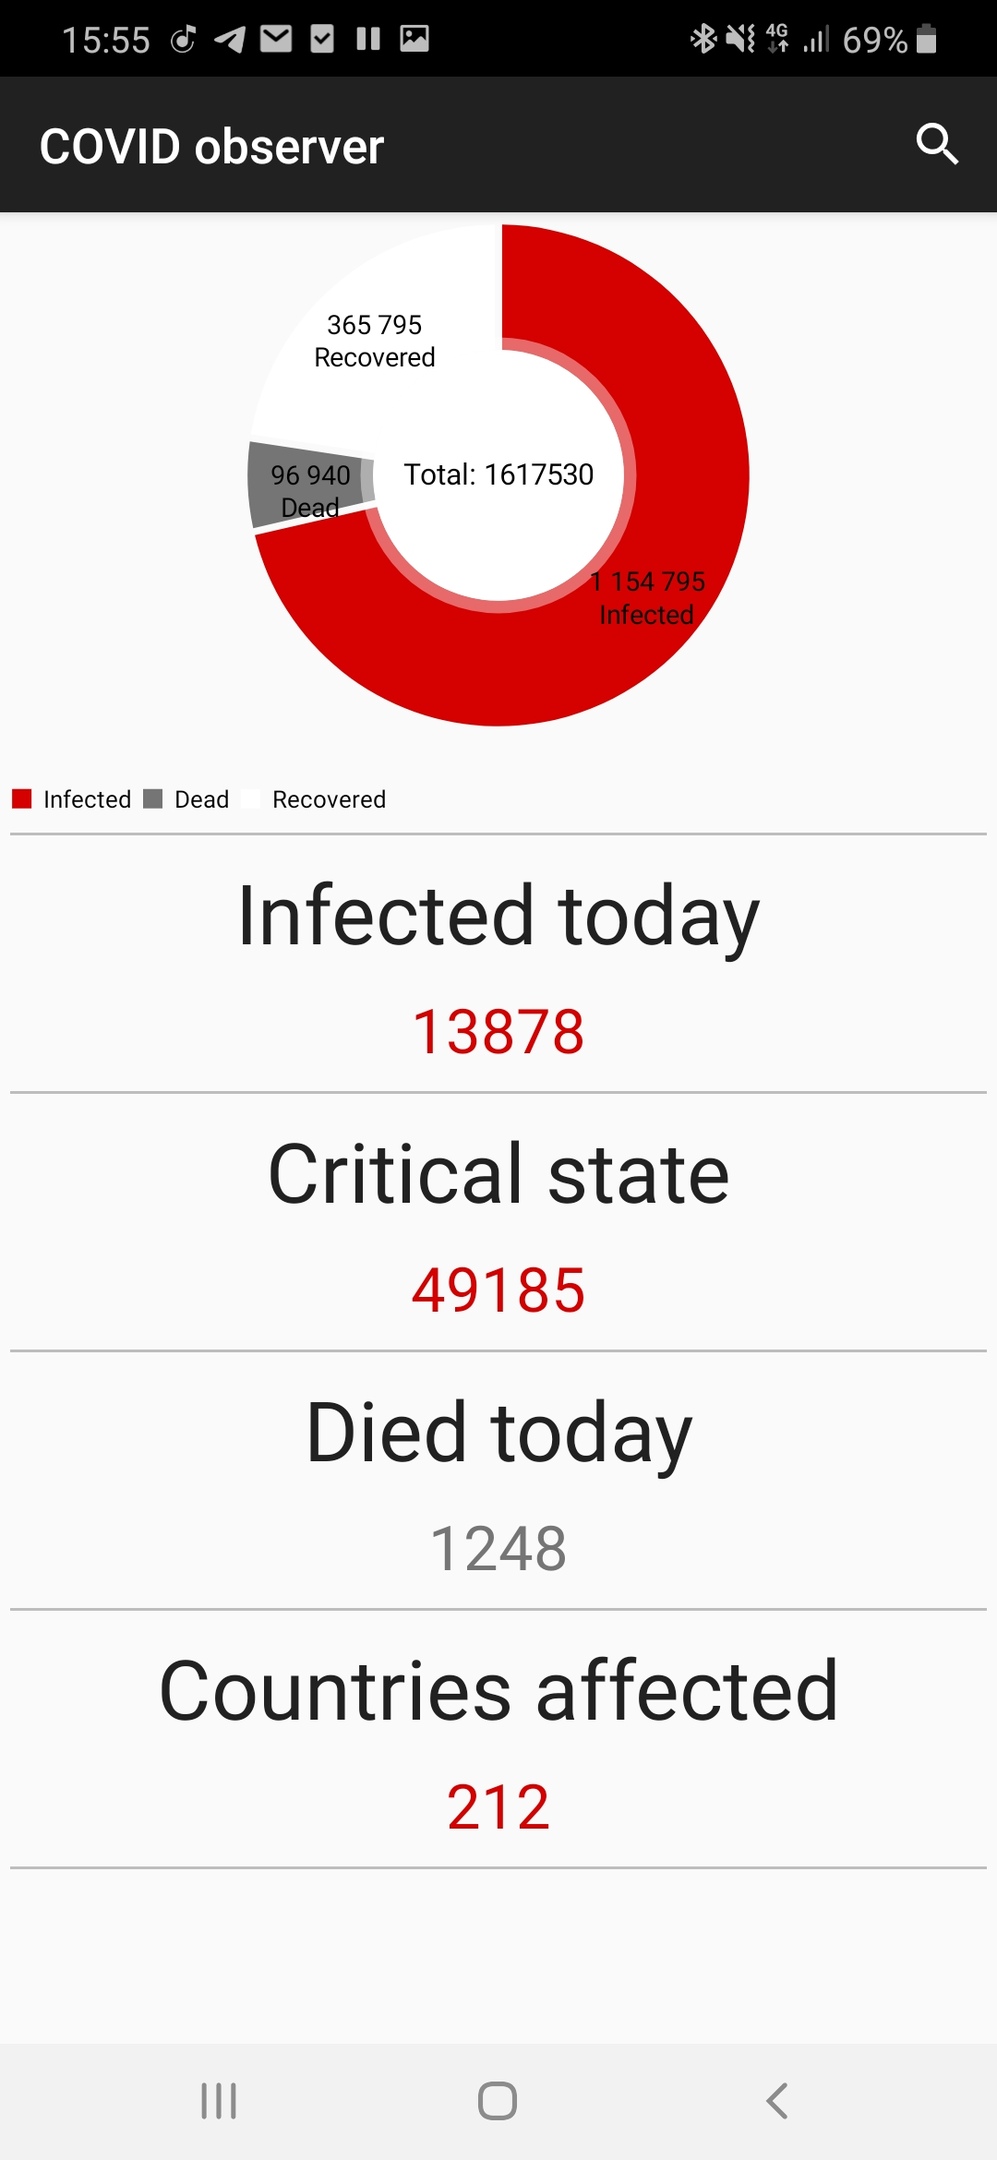 15:55
4G
69%
COVID observer
365 795
Recovered
96 940
Dead
Total: 1617530
1 154 795
Infected
Infected Dead Recovered
Infected today
13878
Critical state
49185
Died today
1248
Countries affected
212